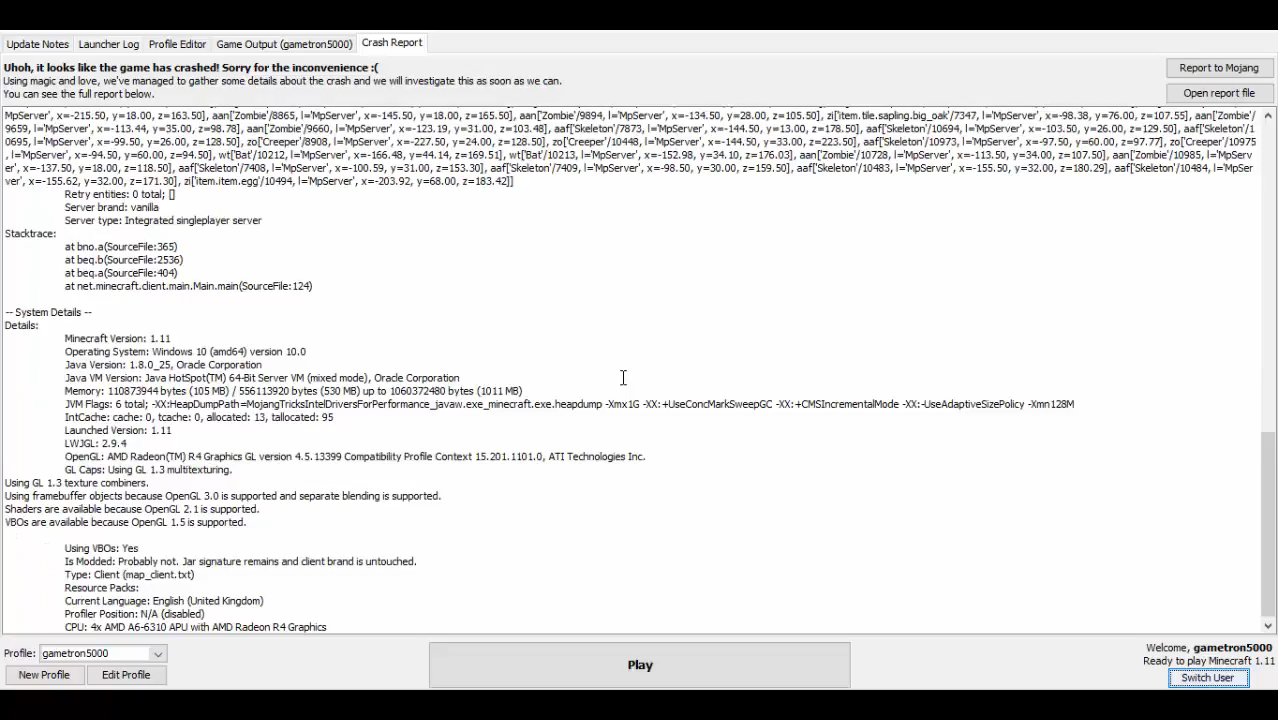 Update Notes Launcher Log Profile Editor Game Output (gametron5000) Crash Report
Uhoh, it looks like the game has crashed! Sorry for the inconvenience :(
Using magic and love, we've managed to gather some details about the crash and we will investigate this as soon as we can.
You can see the full report below.
Report to Mojang
Open report file
MpServer', x=-215.50, y=18.00, z=163.50], aan['Zombie'/8865, l='MpServer', x=-145.50, y=18.00, z=165.50], aan['Zombie'/9894, l='MpServer', x=-134.50, y=28.00, z=105.50], zi['item.tile.sapling.big_oak'/7347, l='MpServer', x=-98.38, y=76.00, z=107.55], aan['Zombie'/
9659, l='MpServer', x=-113.44, y=35.00, z=98.78], aan['Zombie'/9660, l='MpServer', x=-123.19, y=31.00, z=103.48], aaf['Skeleton'/7873, l='MpServer', x=-144.50, y=13.00, z=178.50], aaf['Skeleton'/10694, l='MpServer', x=-103.50, y=26.00, z=129.50], aaf['Skeleton'/1
0695, l='MpServer', x=-99.50, y=26.00, z=128.50], zo['Creeper'/8908, l='MpServer', x=-227.50, y=24.00, z=128.50], zo['Creeper'/10448, l='MpServer', x=-144.50, y=33.00, z=223.50], aaf['Skeleton'/10973, l='MpServer', x=-97.50, y=60.00, z=97.77], zo['Creeper'/10975
, l='MpServer', x=-94.50, y=60.00, z=94.50], wt['Bat'/10212, l='MpServer', x=-166.48, y=44.14, z=169.51], wt['Bat'/10213, l='MpServer', x=-152.98, y=34.10, z=176.03], aan['Zombie'/10728, l='MpServer', x=-113.50, y=34.00, z=107.50], aan['Zombie'/10985, l='MpServ
er', x=-137.50, y=18.00, z=118.50], aaf['Skeleton'/7408, l='MpServer', x=-100.59, y=31.00, z=153.30], aaf['Skeleton'/7409, l='MpServer', x=-98.50, y=30.00, z=159.50], aaf['Skeleton'/10483, l='MpServer', x=-155.50, y=32.00, z=180.29], aaf['Skeleton'/10484, l='MpSer
ver', x=-155.62, y=32.00, z=171.30], zi['item.item.egg'/10494, l='MpServer', x=-203.92, y=68.00, z=183.42]]
Retry entities: 0 total; []
Server brand: vanilla
Server type: Integrated singleplayer server
Stacktrace:
at bno.a(SourceFile:365)
at beq.b(SourceFile:2536)
at beq.a(SourceFile:404)
at net.minecraft.client.main.Main.main(SourceFile:124)
-- System Details --
Details:
Minecraft Version: 1.11
Operating System: Windows 10 (amd64) version 10.0
Java Version: 1.8.0_25, Oracle Corporation
Java VM Version: Java HotSpot(TM) 64-Bit Server VM (mixed mode), Oracle Corporation
Memory: 110873944 bytes (105 MB) / 556113920 bytes (530 MB) up to 1060372480 bytes (1011 MB)
JVM Flags: 6 total; -XX:HeapDumpPath=MojangTricksIntelDriversForPerformance_javaw.exe_minecraft.exe.heapdump -Xmx1G -XX:+UseConcMarkSweepGC -XX:+CMSIncrementalMode -XX:-UseAdaptiveSizePolicy -Xmn128M
IntCache: cache: 0, tcache: 0, allocated: 13, tallocated: 95
Launched Version: 1.11
LWJGL: 2.9.4
OpenGL: AMD Radeon(TM) R4 Graphics GL version 4.5.13399 Compatibility Profile Context 15.201.1101.0, ATI Technologies Inc.
GL Caps: Using GL 1.3 multitexturing.
Using GL 1.3 texture combiners.
Using framebuffer objects because OpenGL 3.0 is supported and separate blending is supported.
Shaders are available because OpenGL 2.1 is supported.
VBOs are available because OpenGL 1.5 is supported.
Using VBOs: Yes
Is Modded: Probably not. Jar signature remains and client brand is untouched.
Type: Client (map_client.txt)
Resource Packs:
Current Language: English (United Kingdom)
Profiler Position: N/A (disabled)
CPU: 4x AMD A6-6310 APU with AMD Radeon R4 Graphics
Profile: gametron5000
New Profile Edit Profile
Play
Welcome, gametron5000
Ready to play Minecraft 1.11
Switch User